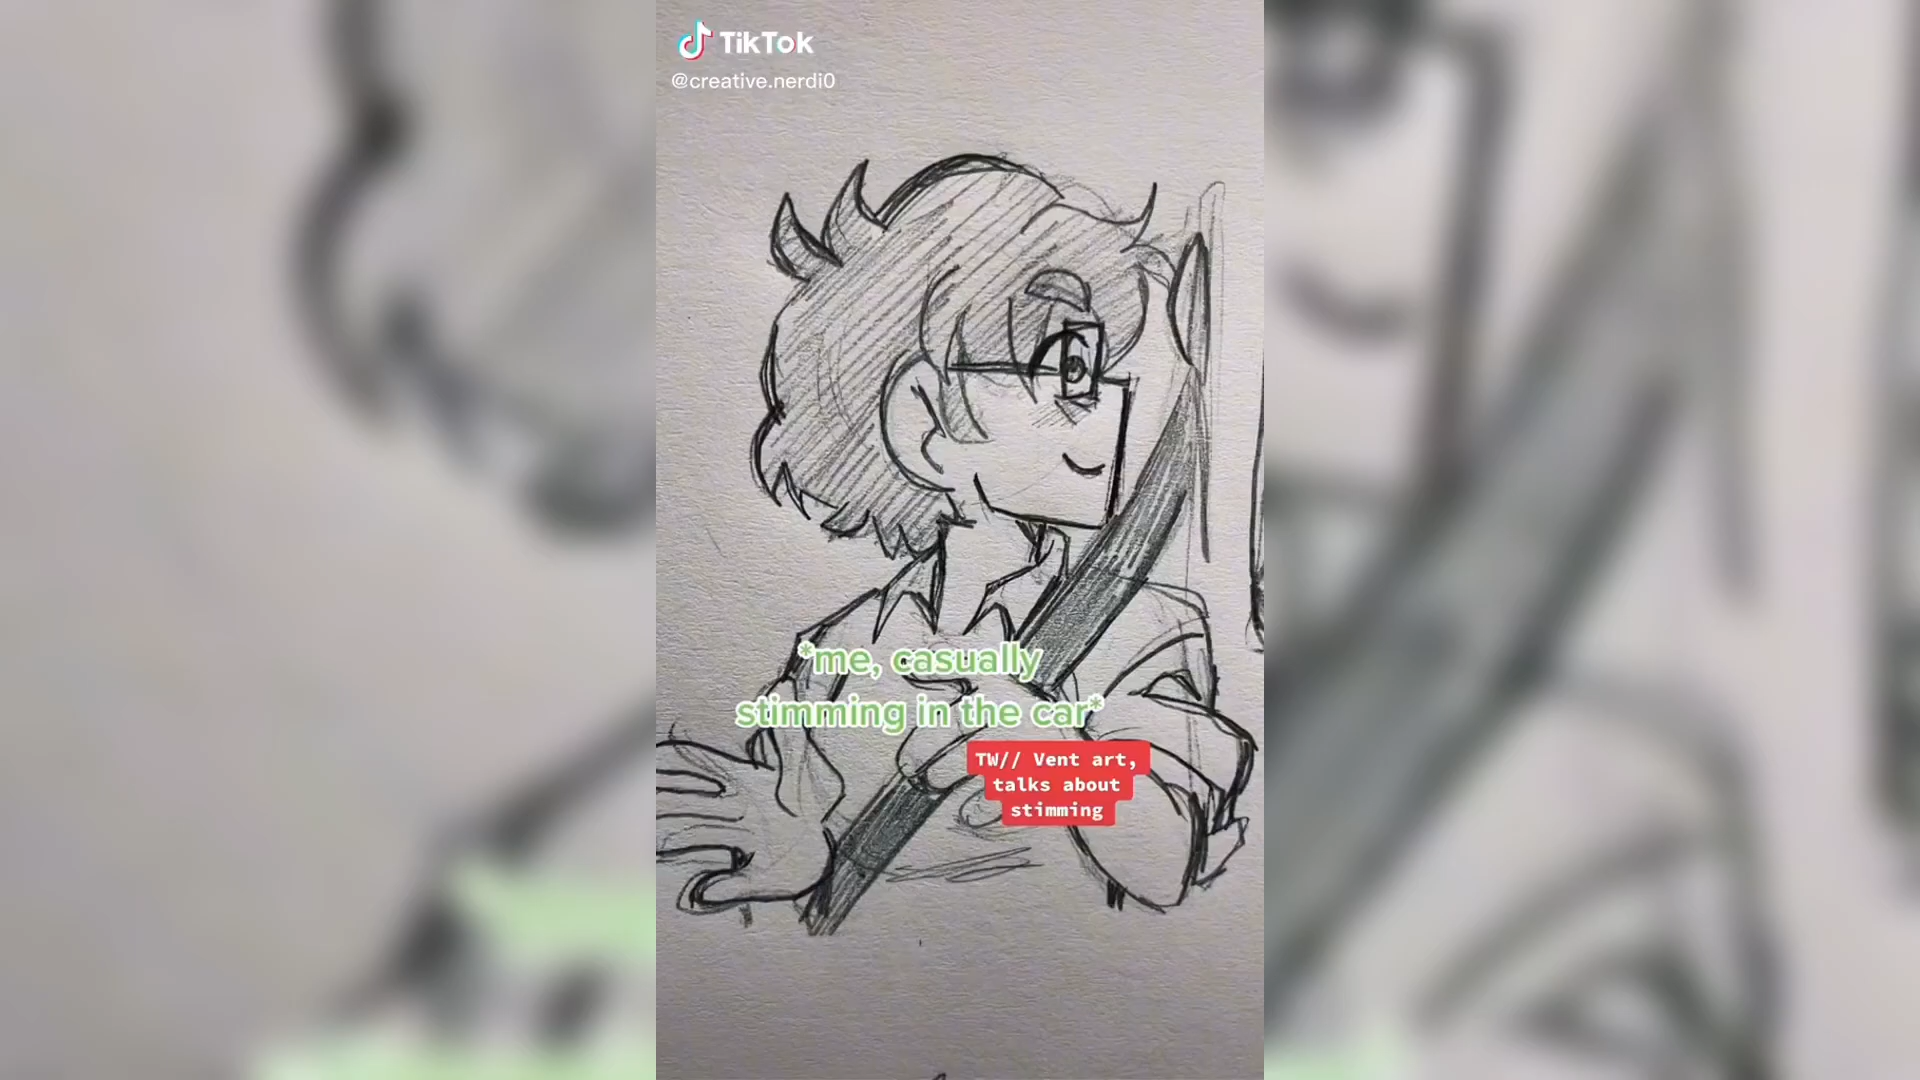 TikTok
@creative.nerdi0
*me, casually
stimming in the car*
TW// Vent art,
talks about
stimming